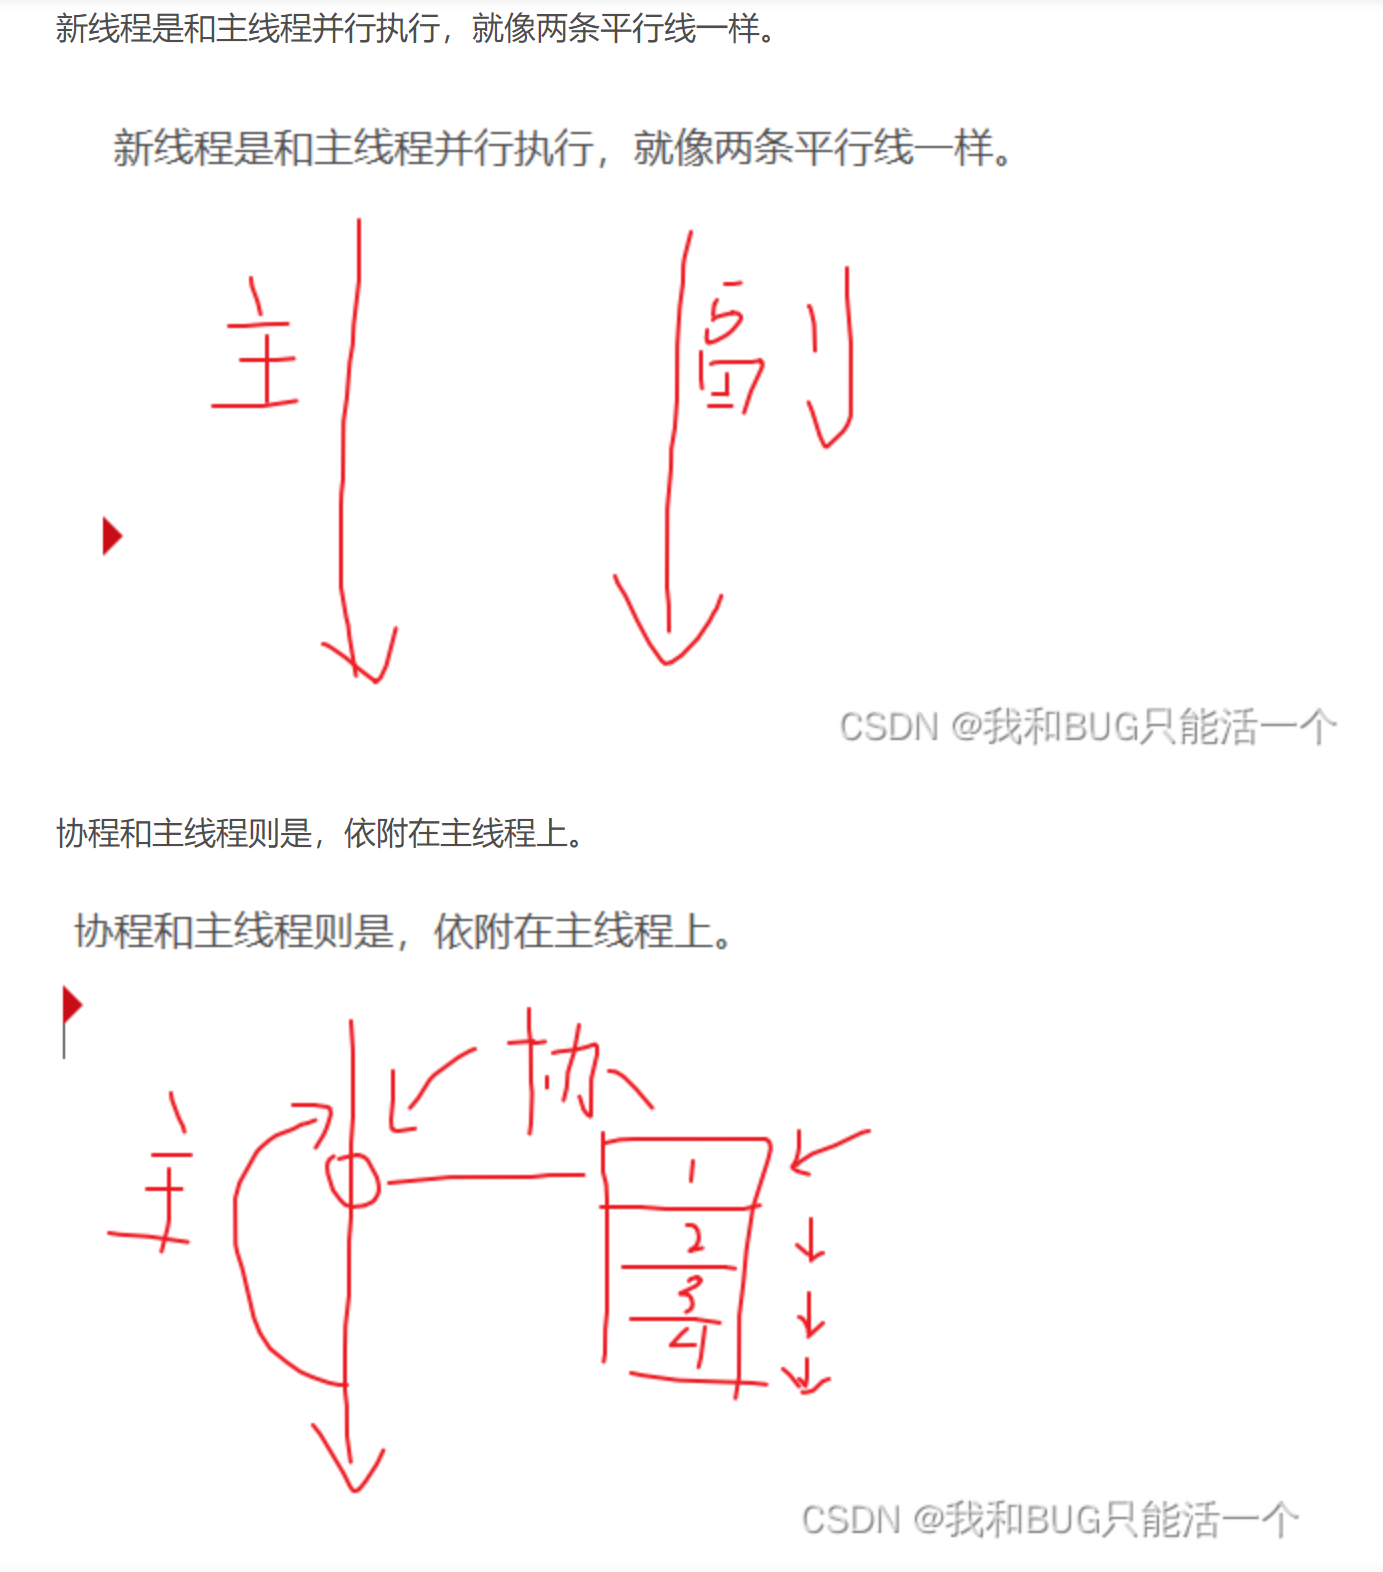 新线程是和主线程并行执行，就像两条平行线一样。
新线程是和主线程并行执行，就像两条平行线一样。
主
副
CSDN @我和BUG只能活一个
协程和主线程则是，依附在主线程上。
协程和主线程则是，依附在主线程上。
协
主
1
2
3
4
CSDN @我和BUG只能活一个